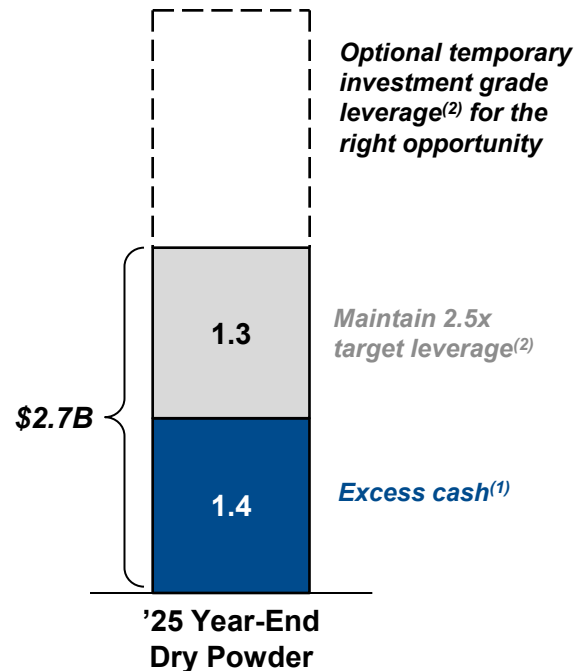 Optional temporary
investment grade
leverage(2) for the
right opportunity
1.3
Maintain 2.5x
target leverage(2)
$2.7B
1.4
Excess cash(1)
’25 Year-End
Dry Powder